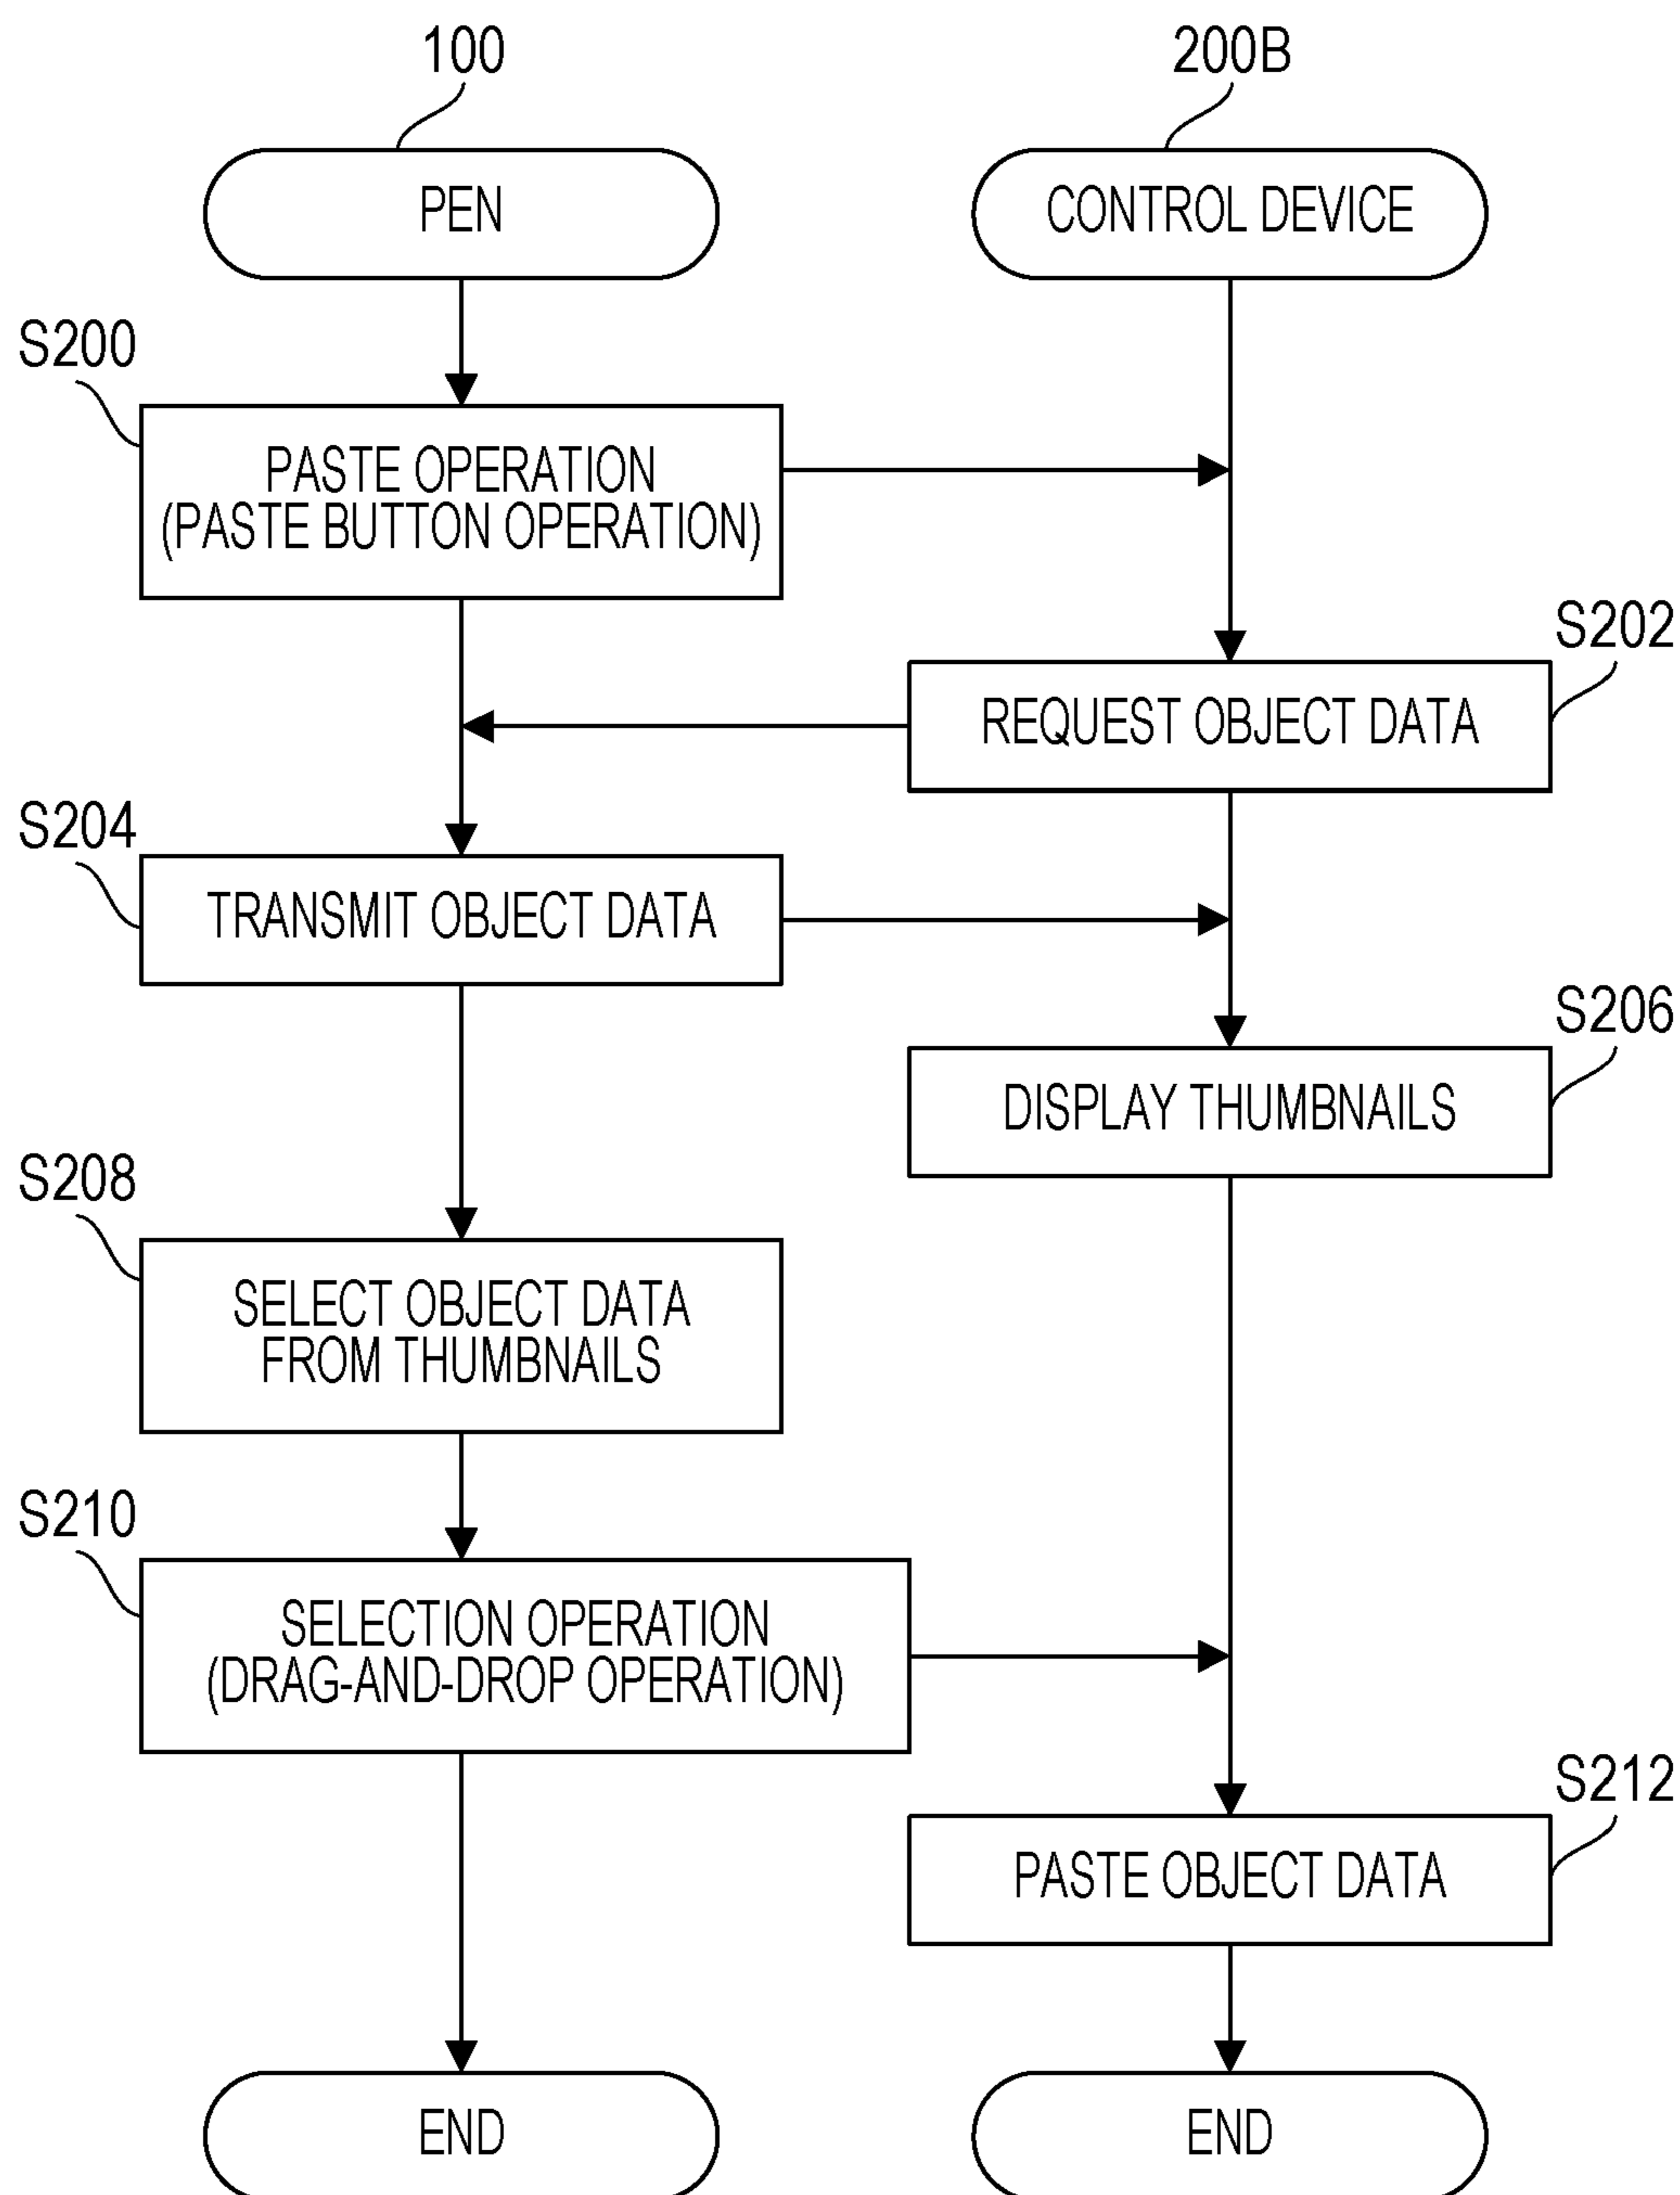 100
200B
PEN
CONTROL DEVICE
S200
PASTE OPERATION
(PASTE BUTTON OPERATION)
S202
REQUEST OBJECT DATA
S204
TRANSMIT OBJECT DATA
S206
DISPLAY THUMBNAILS
S208
SELECT OBJECT DATA
FROM THUMBNAILS
S210
SELECTION OPERATION
(DRAG-AND-DROP OPERATION)
S212
PASTE OBJECT DATA
END
END